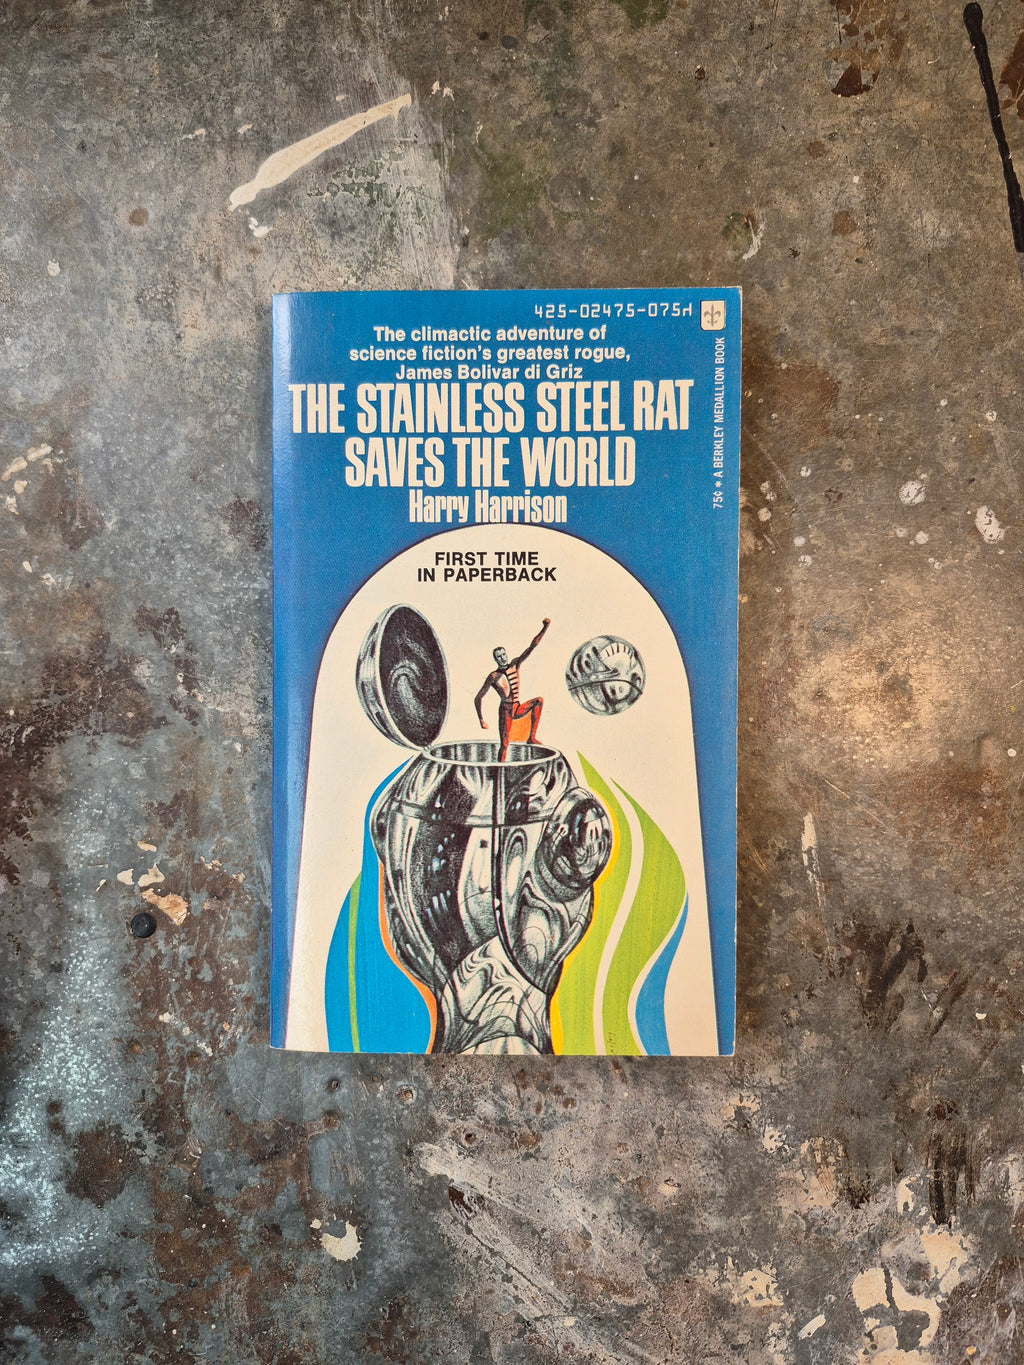 425-02475-075
The climactic adventure of
science fiction's greatest rogue,
James Bolivar di Griz
THE STAINLESS STEEL RAT
SAVES THE WORLD
Harry Harrison
FIRST TIME
IN PAPERBACK
75¢ * A BERKLEY MEDALLION BOOK